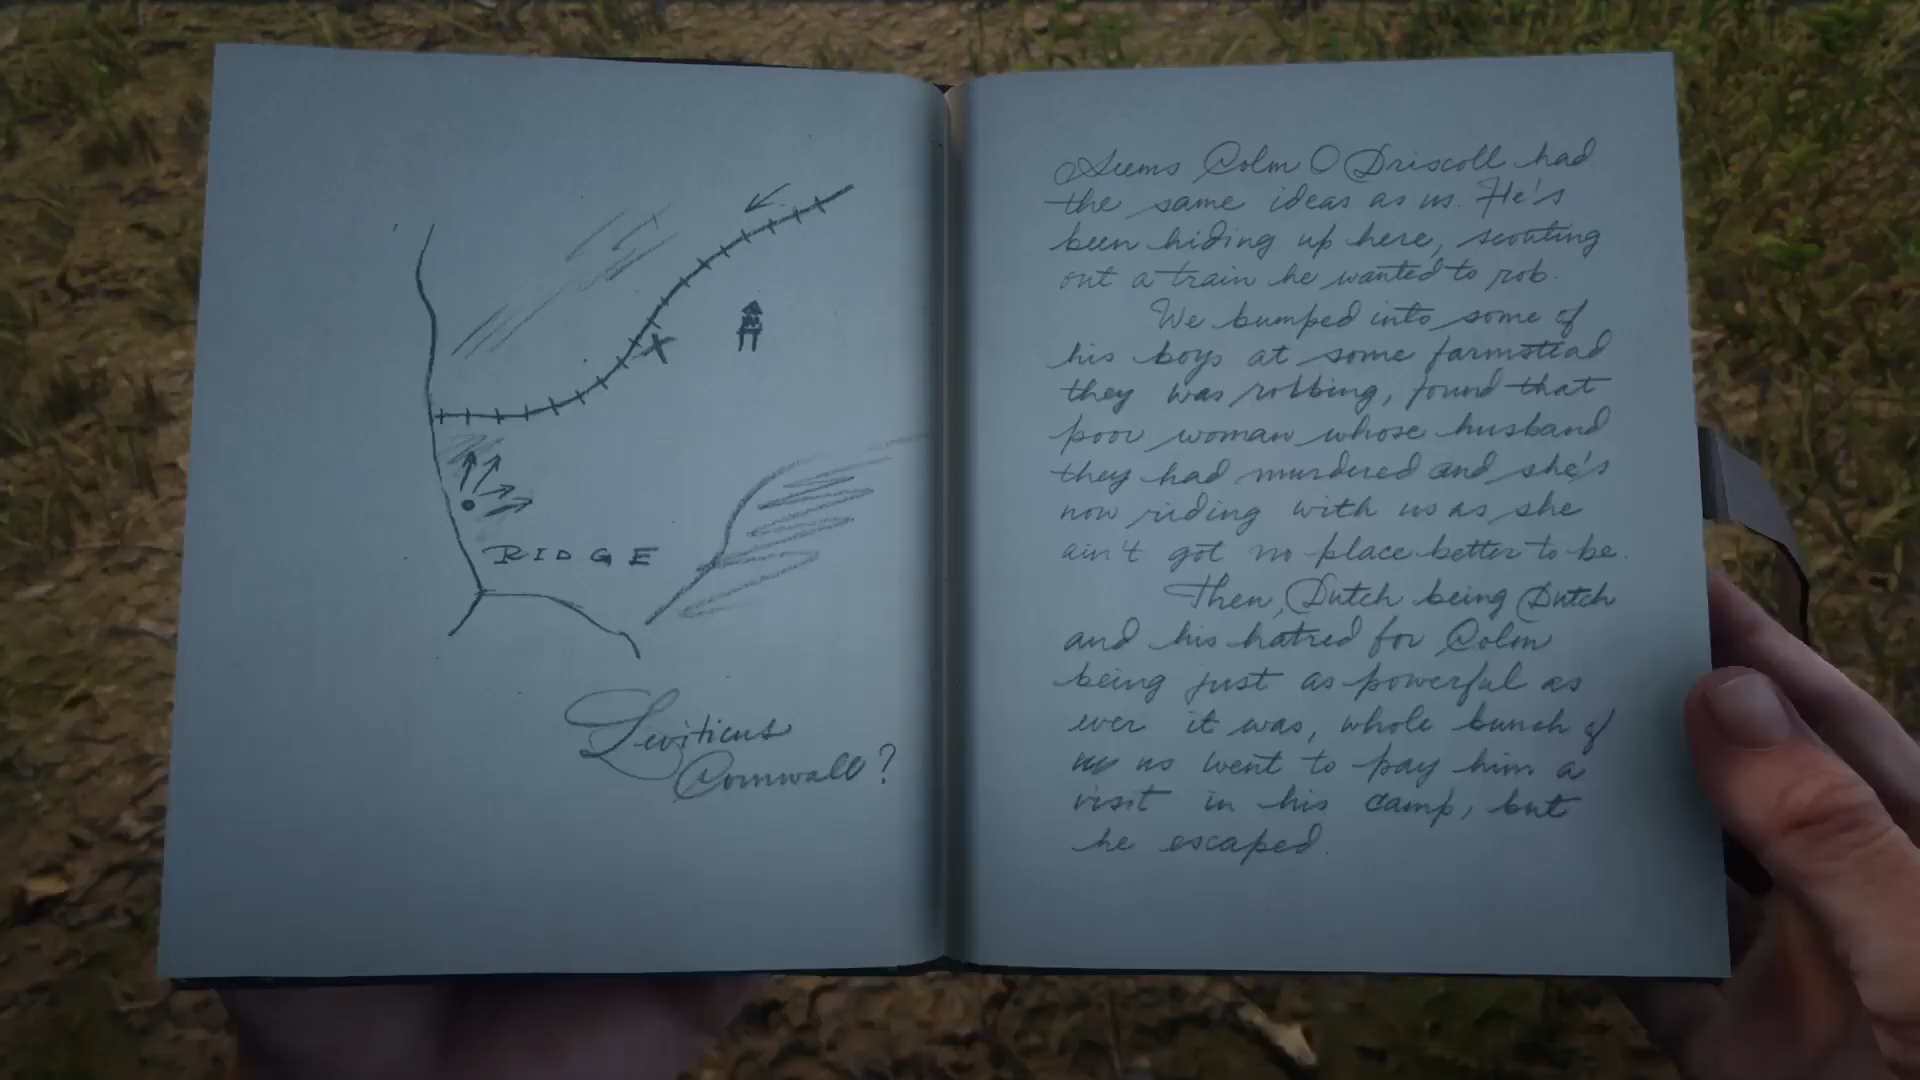 RIDGE
Leviticus
Cornwall?
Seems Colm O Driscoll had
the same ideas as us. He's
been hiding up here, scouting
out a train he wanted to rob.
We bumped into some of
his boys at some farmstead
they was robbing, found that
poor woman whose husband
they had murdered and she's
now riding with us as she
ain't got no place better to be.
Then, Dutch being Dutch
and his hatred for Colm
being just as powerful as
ever it was, whole bunch of
us went to pay him a
visit in his camp, but
he escaped.